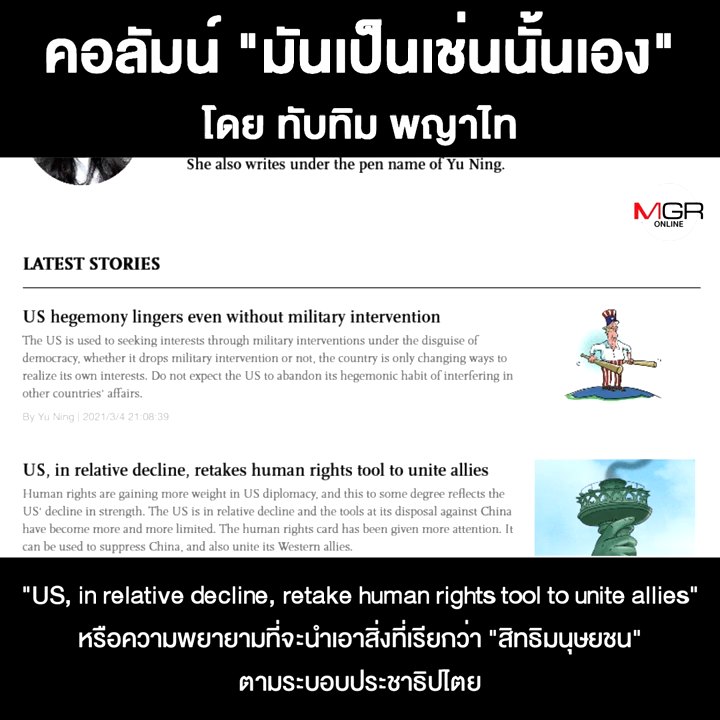 คอลัมน์ "มันเป็นเช่นนั้นเอง"
โดย ทับทิม พญาไท
She also writes under the pen name of Yu Ning.
MGR
ONLINE
LATEST STORIES
US hegemony lingers even without military intervention
The US is used to seeking interests through military interventions under the disguise of
democracy, whether it drops military intervention or not, the country is only changing ways to
realize its own interests. Do not expect the US to abandon its hegemonic habit of interfering in
other countries' affairs.
By Yu Ning | 2021/3/4 21:08:39
US, in relative decline, retakes human rights tool to unite allies
Human rights are gaining more weight in US diplomacy, and this to some degree reflects the
US' decline in strength. The US is in relative decline and the tools at its disposal against China
have become more and more limited. The human rights card has been given more attention. It
can be used to suppress China, and also unite its Western allies.
"US, in relative decline, retake human rights tool to unite allies"
หรือความพยายามที่จะนำเอาสิ่งที่เรียกว่า "สิทธิมนุษยชน"
ตามระบอบประชาธิปไตย